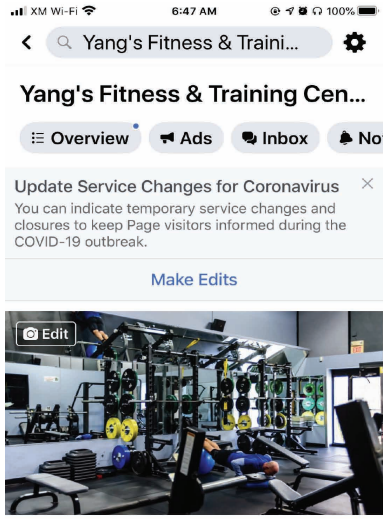 XM Wi-Fi 6:47 AM 100%
Yang's Fitness & Traini...
Yang's Fitness & Training Cen...
Overview Ads Inbox No
Update Service Changes for Coronavirus
You can indicate temporary service changes and
closures to keep Page visitors informed during the
COVID-19 outbreak.
Make Edits
Edit